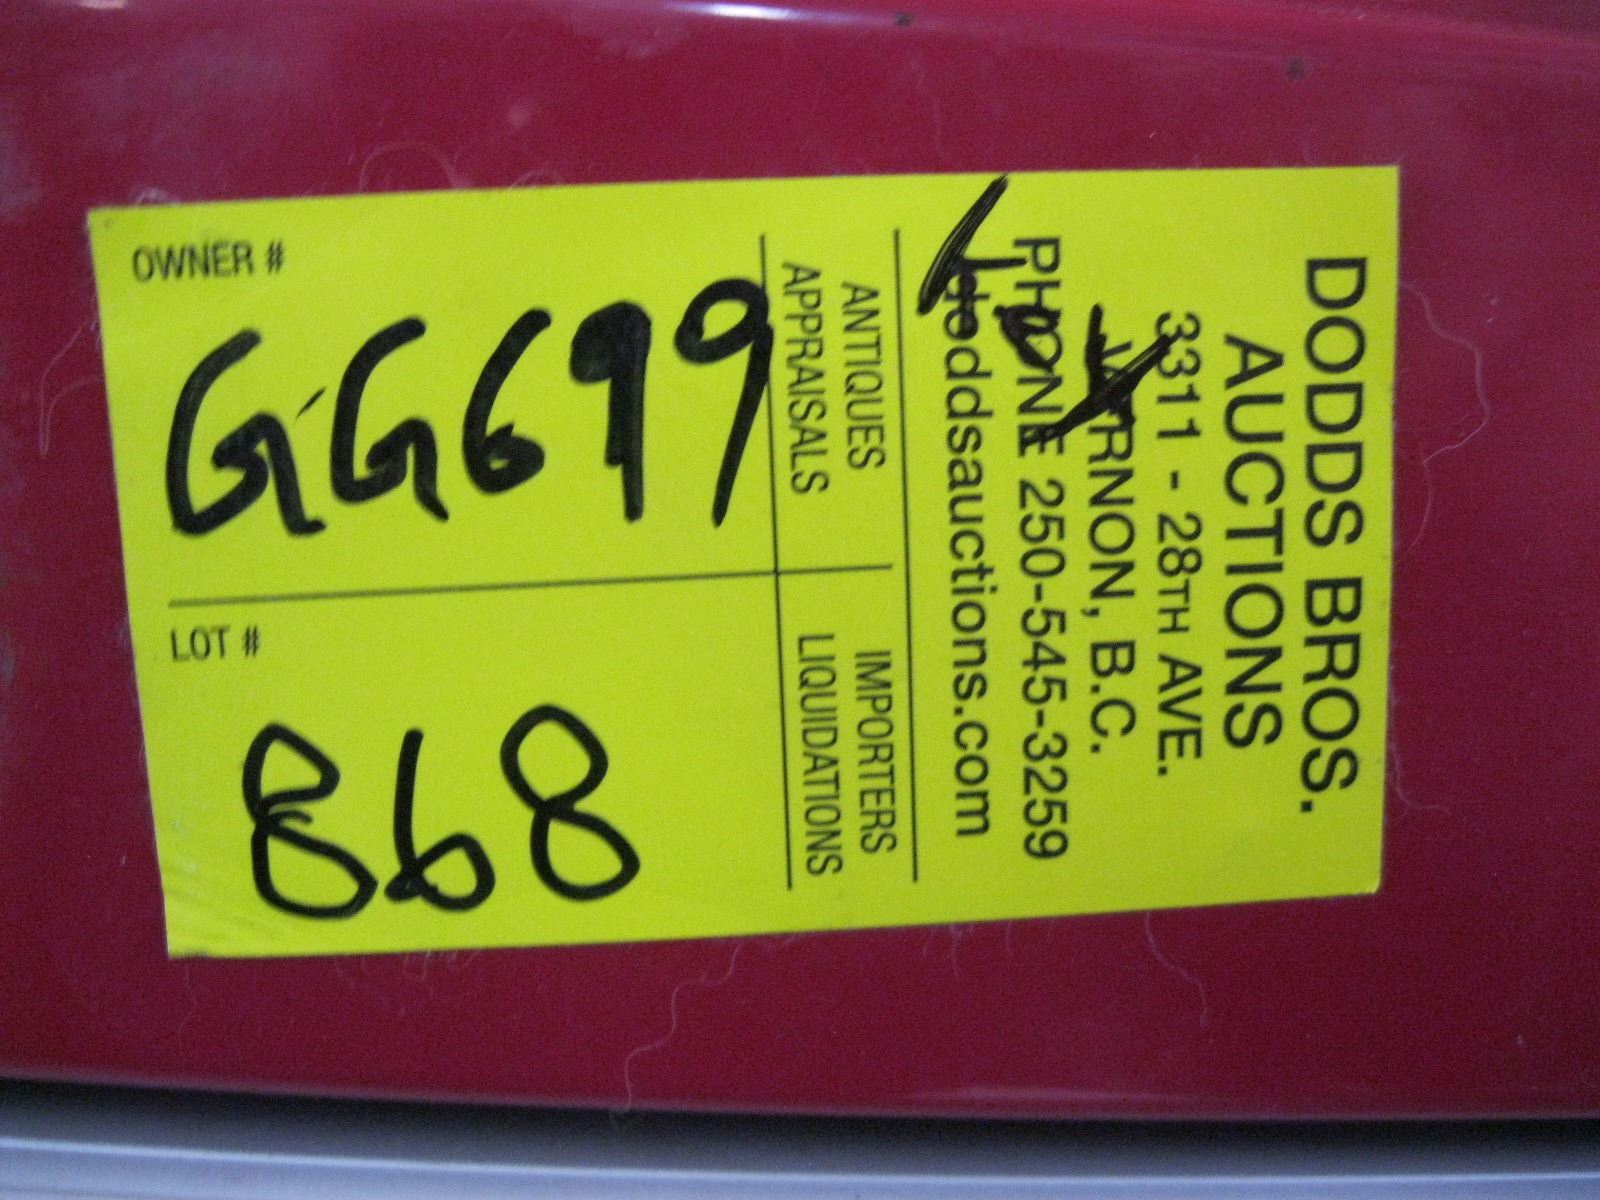 DODDS BROS.
AUCTIONS
3311 - 28TH AVE.
VERNON, B.C.
PHONE 250-545-3259
doddsauctions.com
ANTIQUES
APPRAISALS
IMPORTERS
LIQUIDATIONS
OWNER #
GG699
LOT #
868